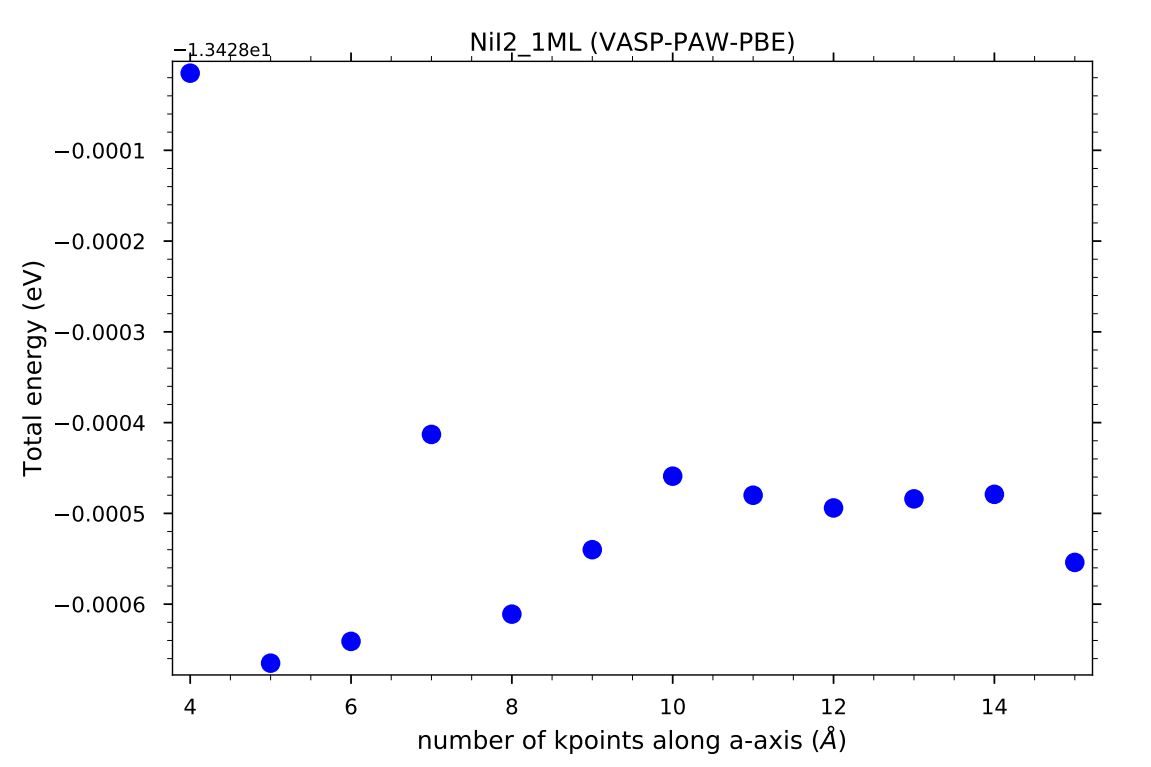 NiI2_1ML (VASP-PAW-PBE)
−1.3428e1
Total energy (eV)
−0.0001
−0.0002
−0.0003
−0.0004
−0.0005
−0.0006
4 6 8 10 12 14
number of kpoints along a-axis (Å)